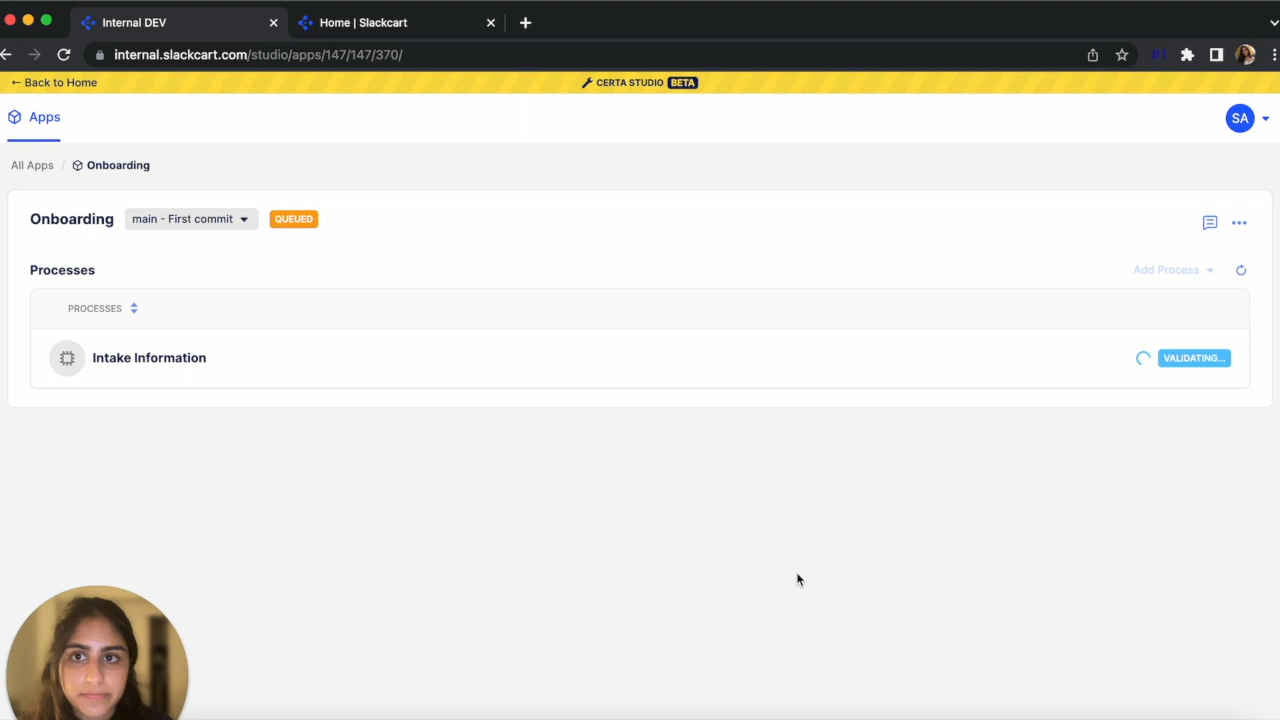 Internal DEV
Home | Slackcart
internal.slackcart.com/studio/apps/147/147/370/
#1
← Back to Home
CERTA STUDIO BETA
Apps
SA
All Apps / Onboarding
Onboarding main - First commit QUEUED
Processes
Add Process
PROCESSES
Intake Information
VALIDATING...